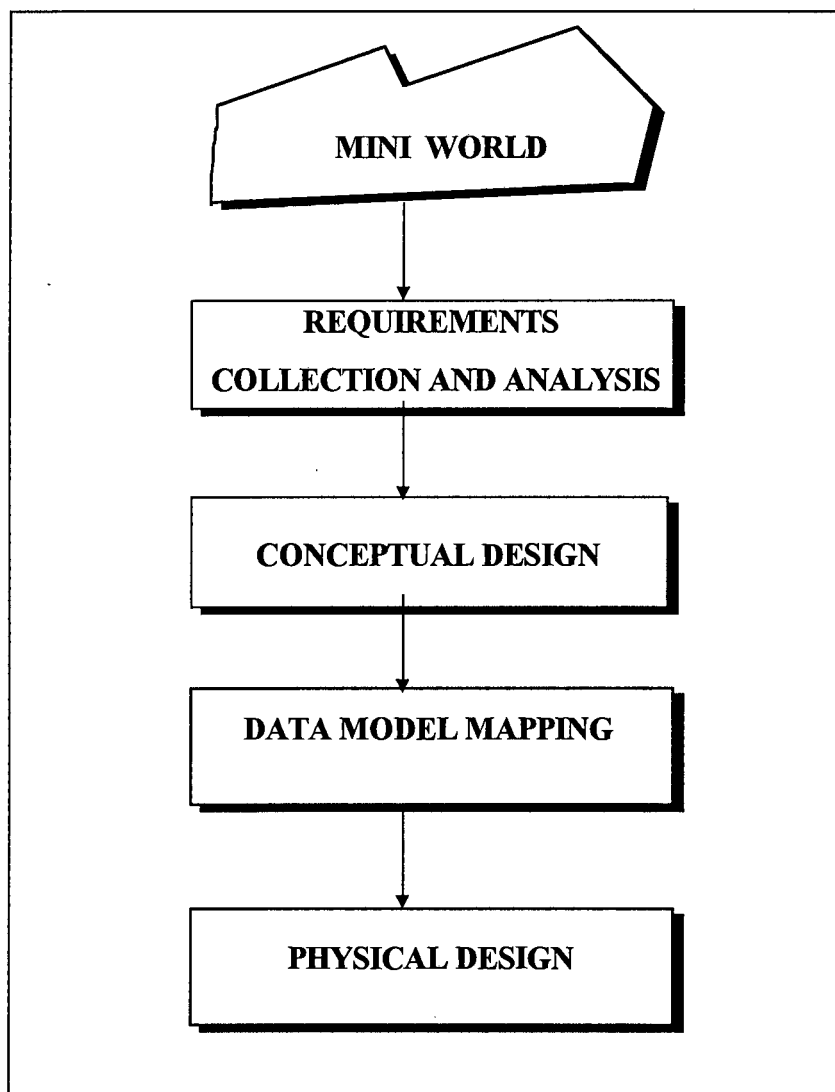 MINI WORLD
REQUIREMENTS
COLLECTION AND ANALYSIS
CONCEPTUAL DESIGN
DATA MODEL MAPPING
PHYSICAL DESIGN